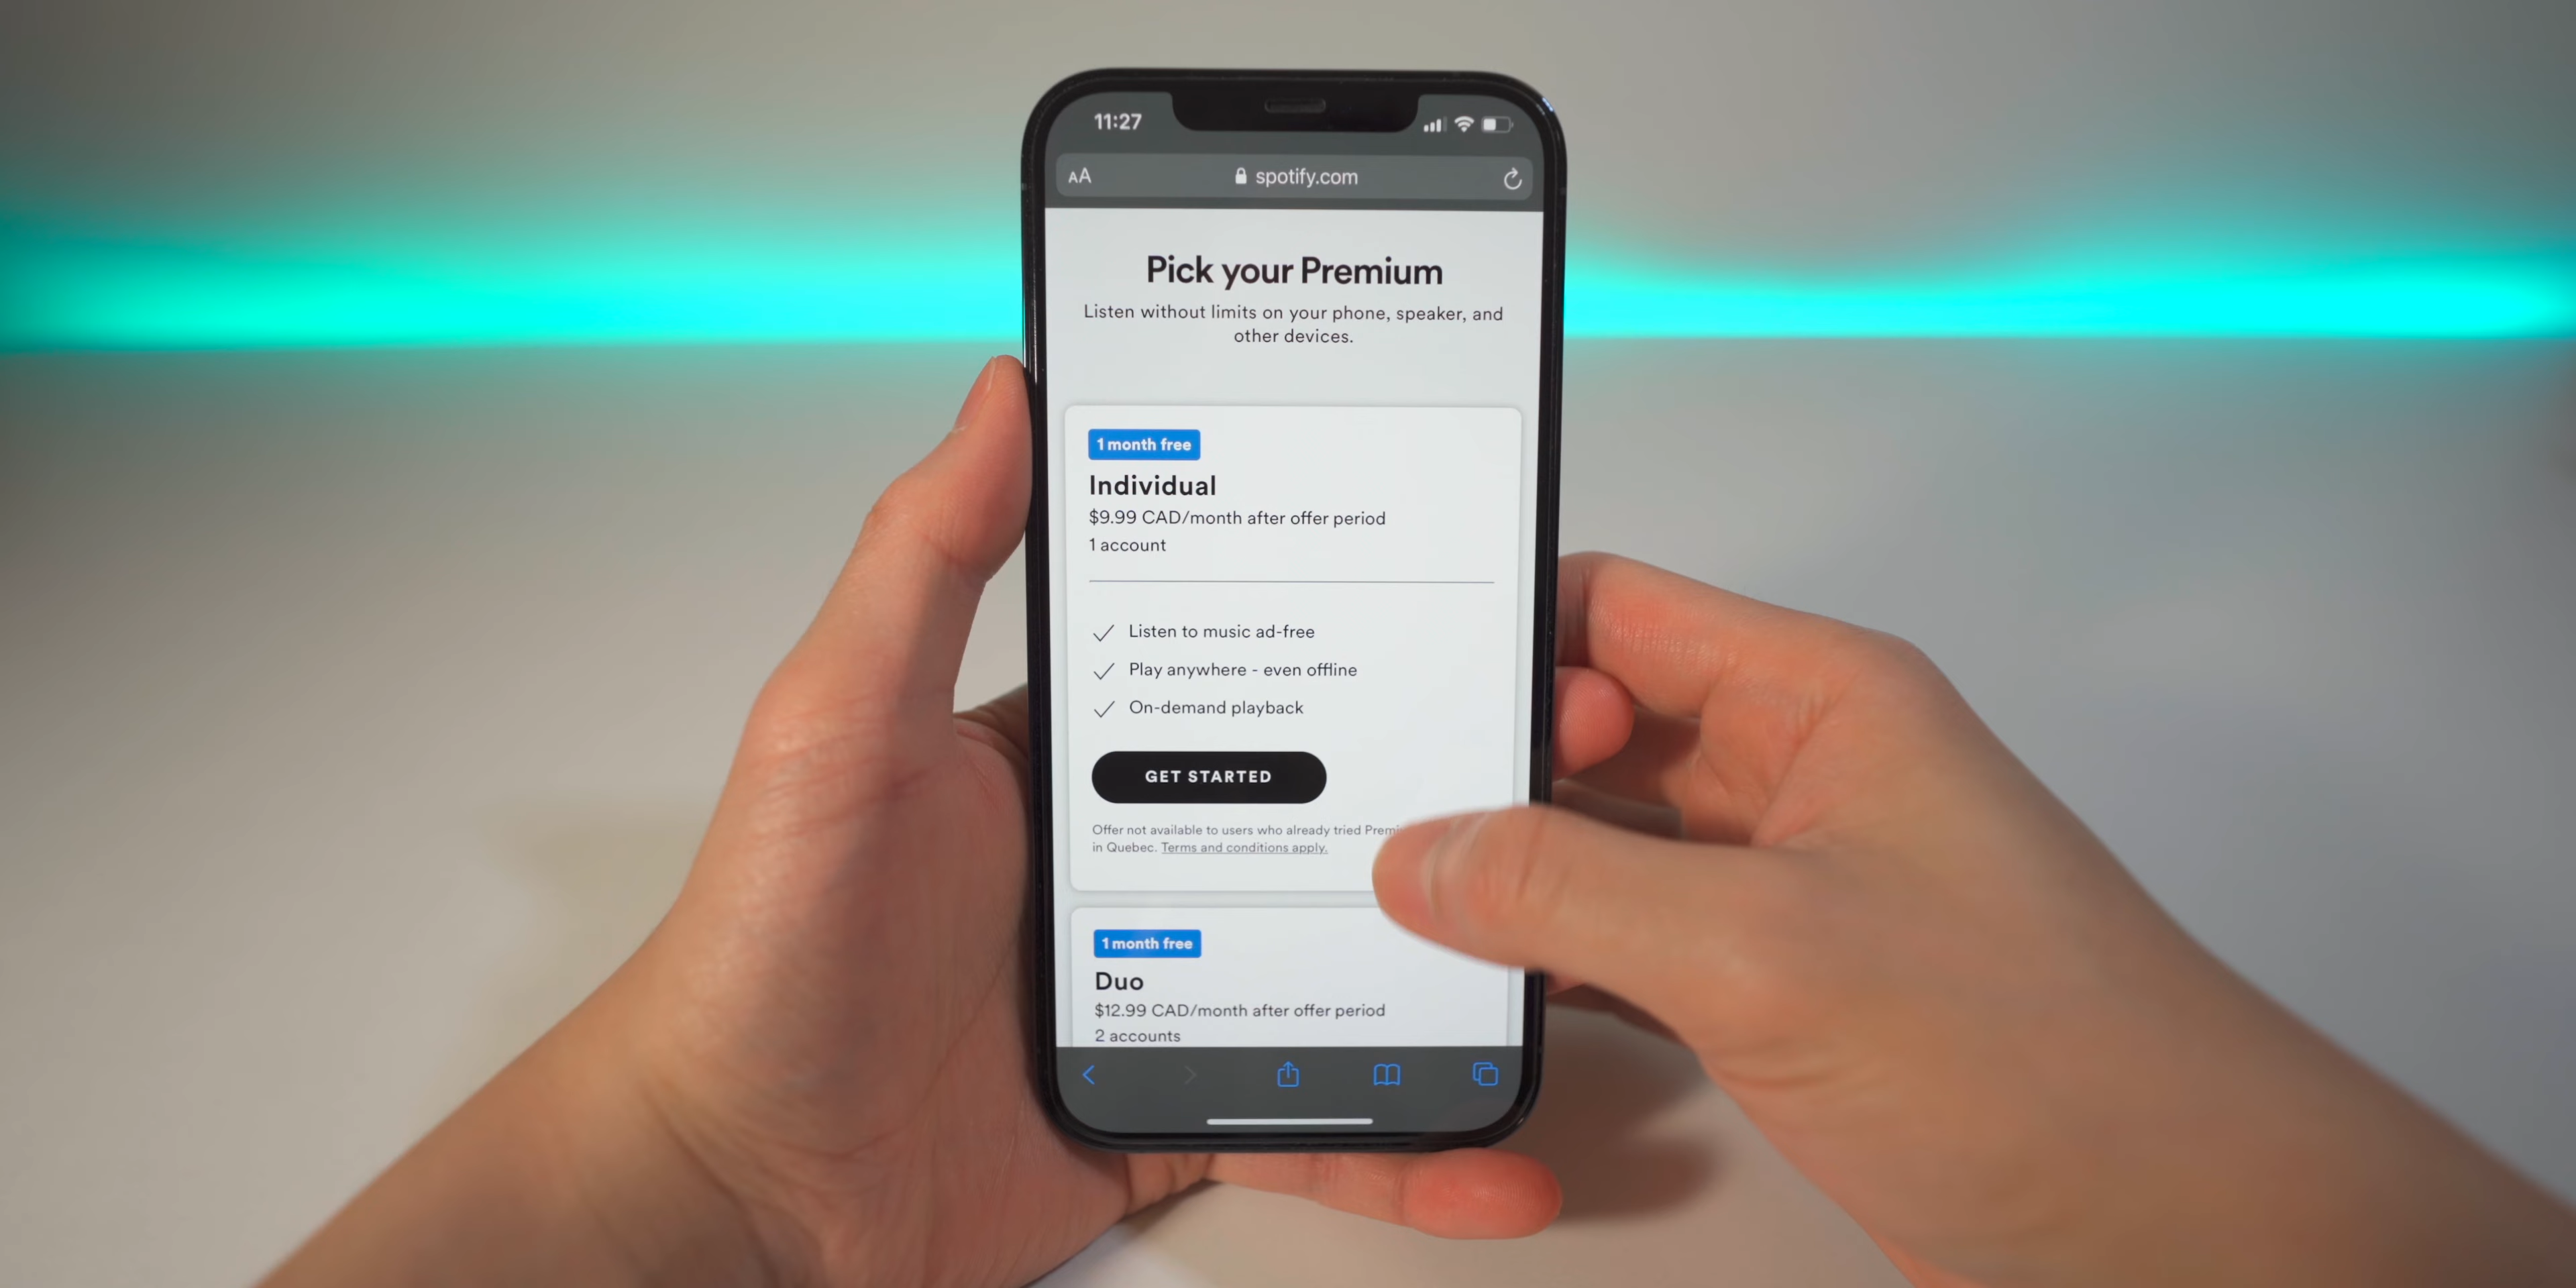 11:27
AA spotify.com
Pick your Premium
Listen without limits on your phone, speaker, and
other devices.
1 month free
Individual
$9.99 CAD/month after offer period
1 account
Listen to music ad-free
Play anywhere - even offline
On-demand playback
GET STARTED
Offer not available to users who already tried
in Quebec. Terms and conditions apply.
1 month free
Duo
$12.99 CAD/month after offer period
2 accounts